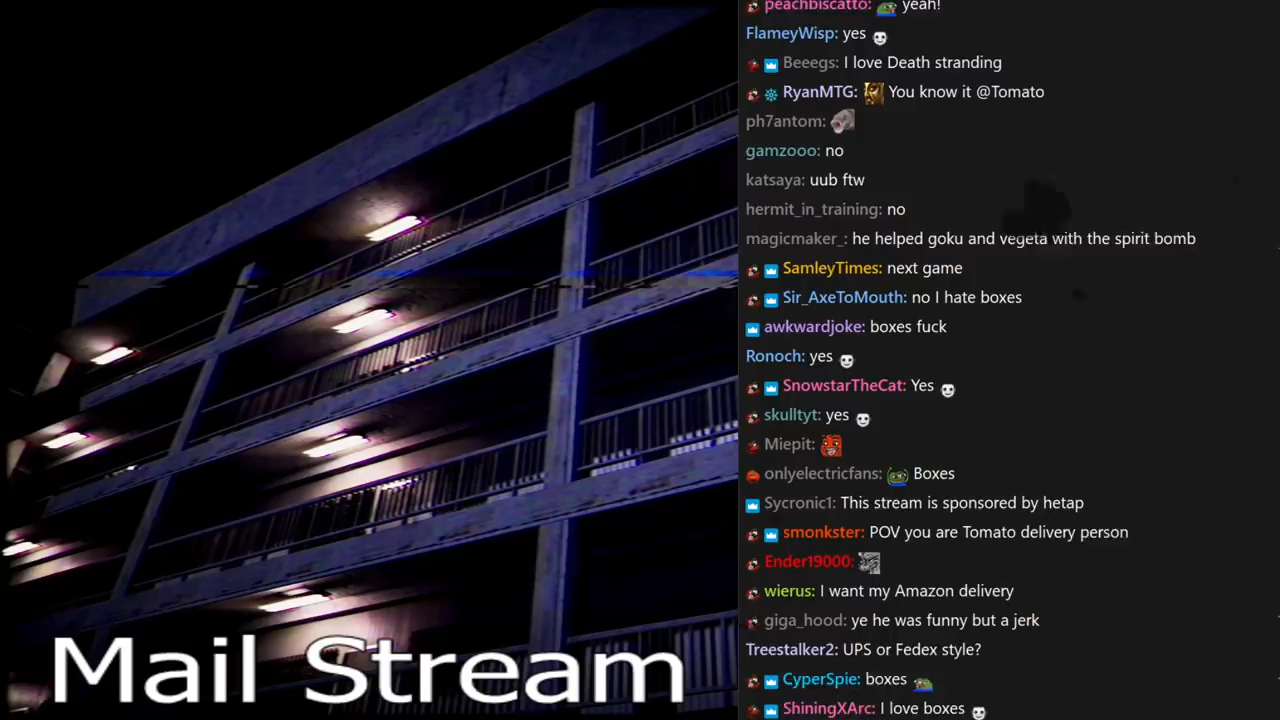 peachbiscatto: yeah!
FlameyWisp: yes
Beeegs: I love Death stranding
RyanMTG: You know it @Tomato
ph7antom:
gamzooo: no
katsaya: uub ftw
hermit_in_training: no
magicmaker_: he helped goku and vegeta with the spirit bomb
SamleyTimes: next game
Sir_AxeToMouth: no I hate boxes
awkwardjoke: boxes fuck
Ronoch: yes
SnowstarTheCat: Yes
skulltyt: yes
Miepit:
onlyelectricfans: Boxes
Sycronic1: This stream is sponsored by hetap
smonkster: POV you are Tomato delivery person
Ender19000:
wierus: I want my Amazon delivery
giga_hood: ye he was funny but a jerk
Treestalker2: UPS or Fedex style?
CyperSpie: boxes
ShiningXArc: I love boxes
Mail Stream